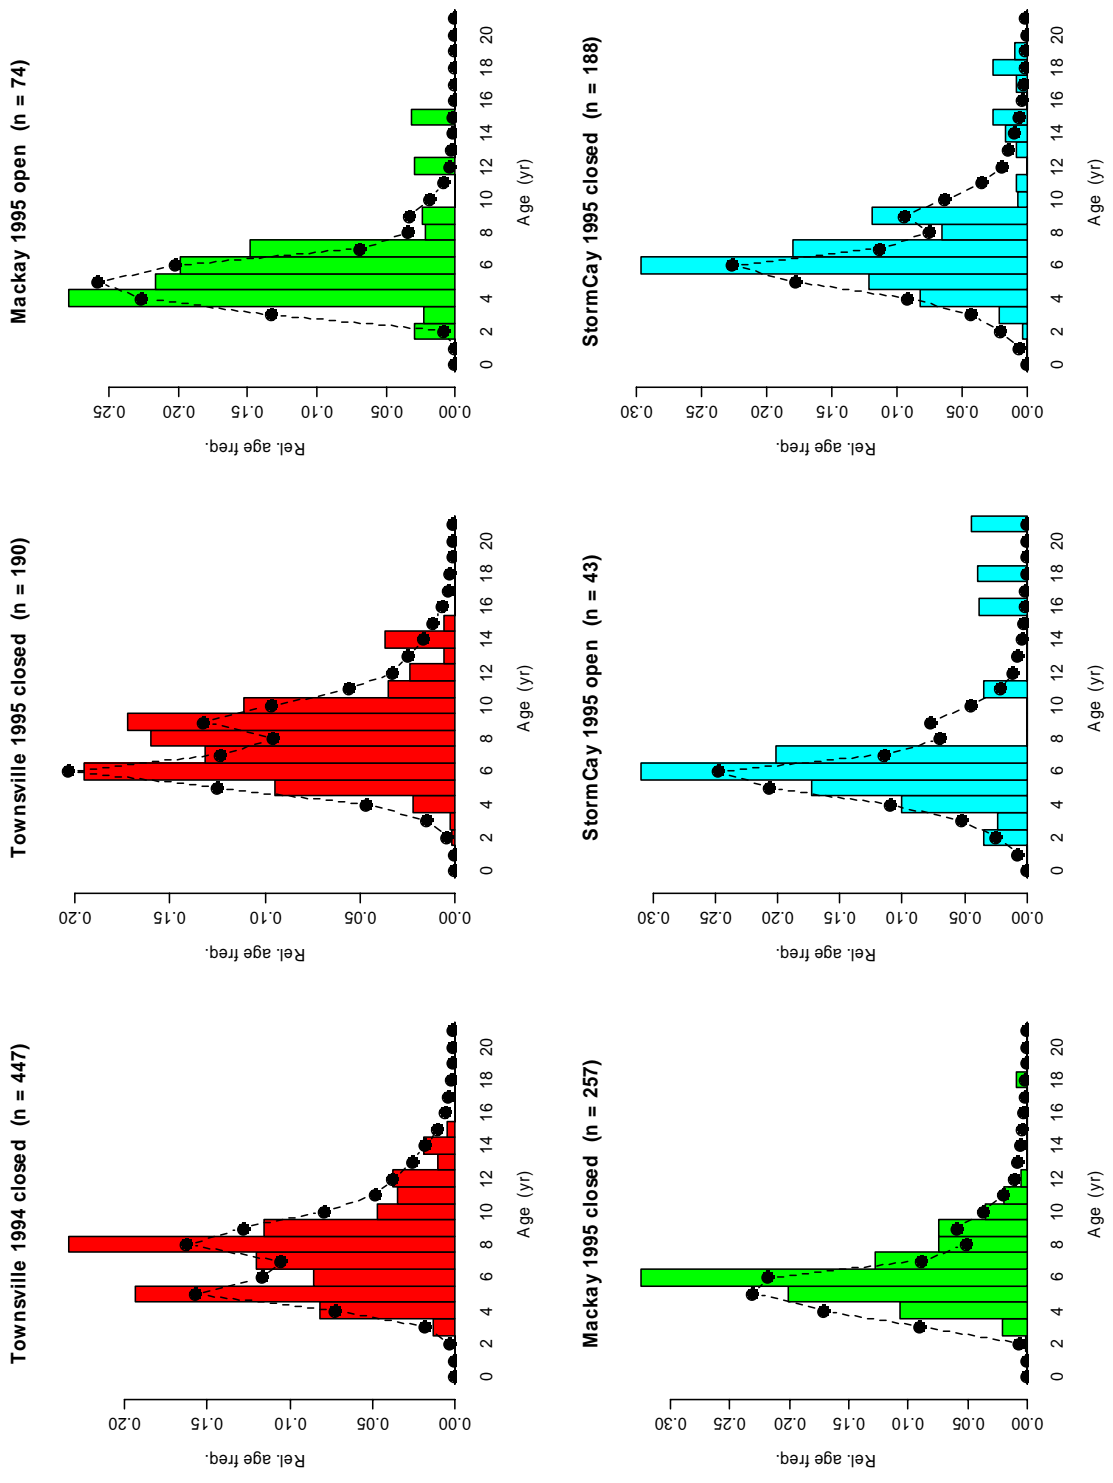 Townsville 1994 closed (n = 447)
Rel. age freq.
0.20
0.15
0.10
0.05
0.00
0 2 4 6 8 10 12 14 16 18 20
Age (yr)
Townsville 1995 closed (n = 190)
Rel. age freq.
0.20
0.15
0.10
0.05
0.00
0 2 4 6 8 10 12 14 16 18 20
Age (yr)
Mackay 1995 open (n = 74)
Rel. age freq.
0.25
0.20
0.15
0.10
0.05
0.00
0 2 4 6 8 10 12 14 16 18 20
Age (yr)
Mackay 1995 closed (n = 257)
Rel. age freq.
0.30
0.25
0.20
0.15
0.10
0.05
0.00
0 2 4 6 8 10 12 14 16 18 20
Age (yr)
StormCay 1995 open (n = 43)
Rel. age freq.
0.30
0.25
0.20
0.15
0.10
0.05
0.00
0 2 4 6 8 10 12 14 16 18 20
Age (yr)
StormCay 1995 closed (n = 188)
Rel. age freq.
0.30
0.25
0.20
0.15
0.10
0.05
0.00
0 2 4 6 8 10 12 14 16 18 20
Age (yr)